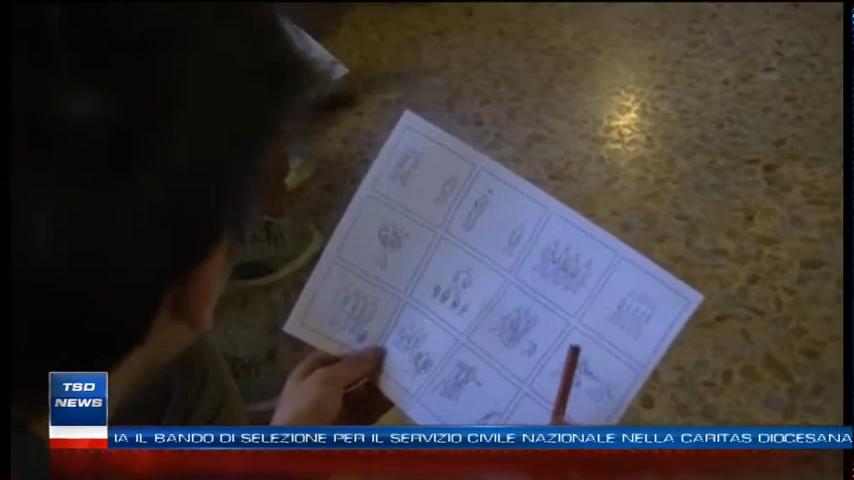 TSD
NEWS
IA IL BANDO DI SELEZIONE PER IL SERVIZIO CIVILE NAZIONALE NELLA CARITAS DIOCESANA